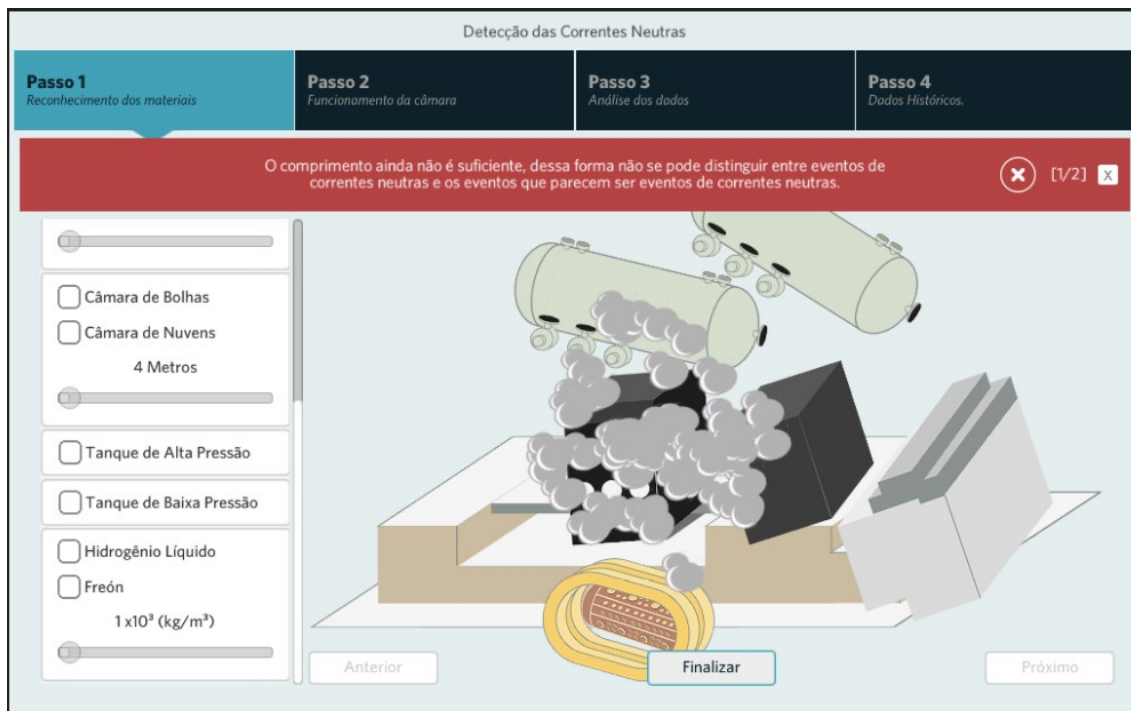 Detecção das Correntes Neutras
Passo 1
Reconhecimento dos materiais
Passo 2
Funcionamento da câmara
Passo 3
Análise dos dados
Passo 4
Dados Históricos.
O comprimento ainda não é suficiente, dessa forma não se pode distinguir entre eventos de
correntes neutras e os eventos que parecem ser eventos de correntes neutras.
[1/2] X
Câmara de Bolhas
Câmara de Nuvens
4 Metros
Tanque de Alta Pressão
Tanque de Baixa Pressão
Hidrogênio Líquido
Freón
1 x10³ (kg/m³)
Anterior
Finalizar
Próximo